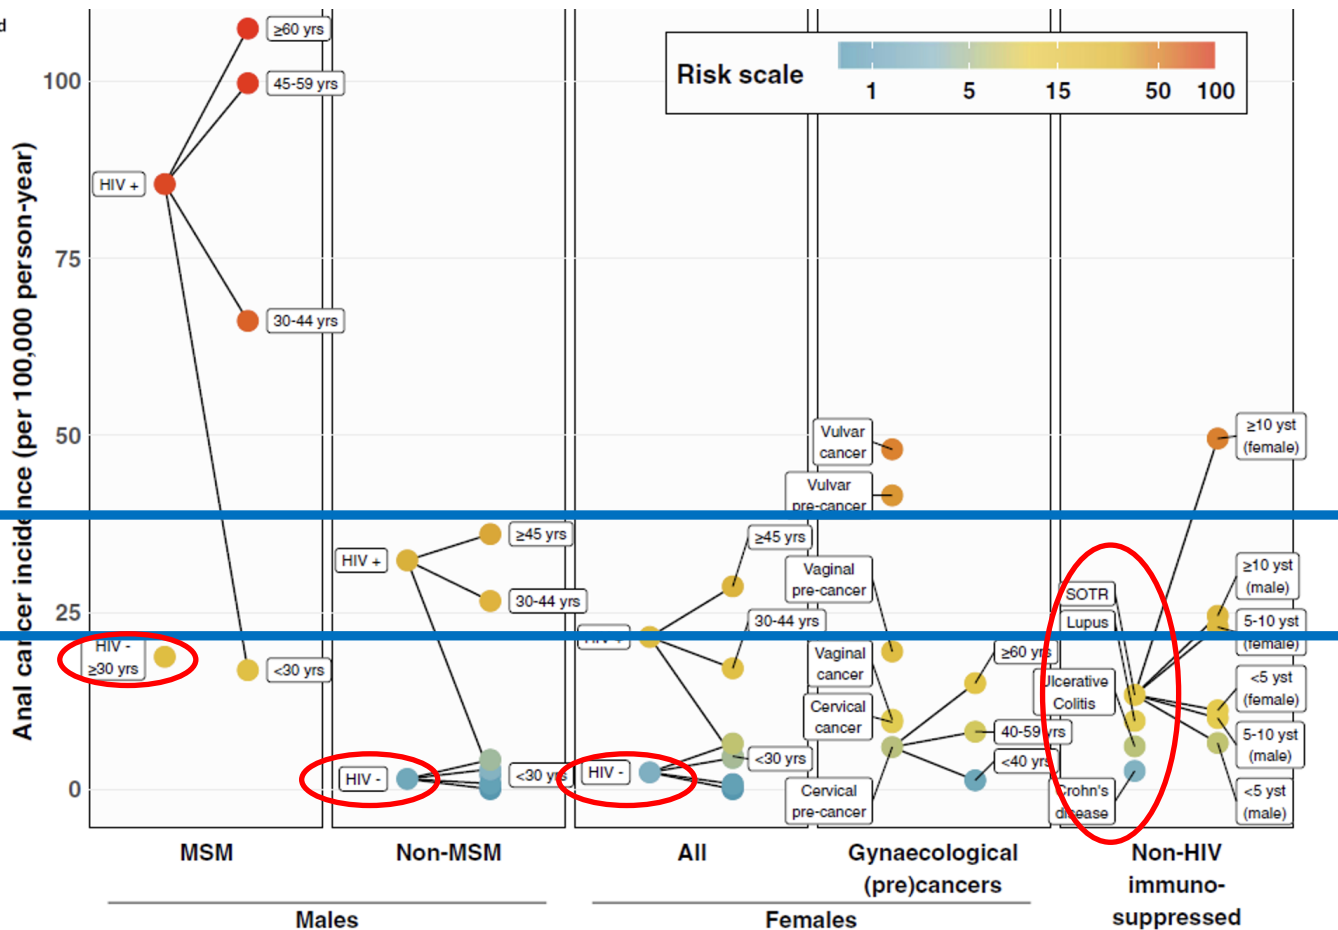 d
Anal cancer incidence (per 100,000 person-year)
100
75
50
25
0
Risk scale
1
5
15
50
100
≥60 yrs
45-59 yrs
HIV +
30-44 yrs
HIV -
≥30 yrs
<30 yrs
HIV +
≥45 yrs
30-44 yrs
HIV -
<30 yrs
≥45 yrs
30-44 yrs
HIV +
HIV -
<30 yrs
Vulvar
cancer
Vulvar
pre-cancer
Vaginal
pre-cancer
Vaginal
cancer
Cervical
cancer
Cervical
pre-cancer
≥60 yrs
40-59 yrs
<40 yrs
SOTR
Lupus
Ulcerative
Colitis
Crohn's
disease
≥10 yst
(female)
≥10 yst
(male)
5-10 yst
(female)
<5 yst
(female)
5-10 yst
(male)
<5 yst
(male)
MSM
Non-MSM
All
Gynaecological
(pre)cancers
Non-HIV
immuno-
suppressed
Males
Females